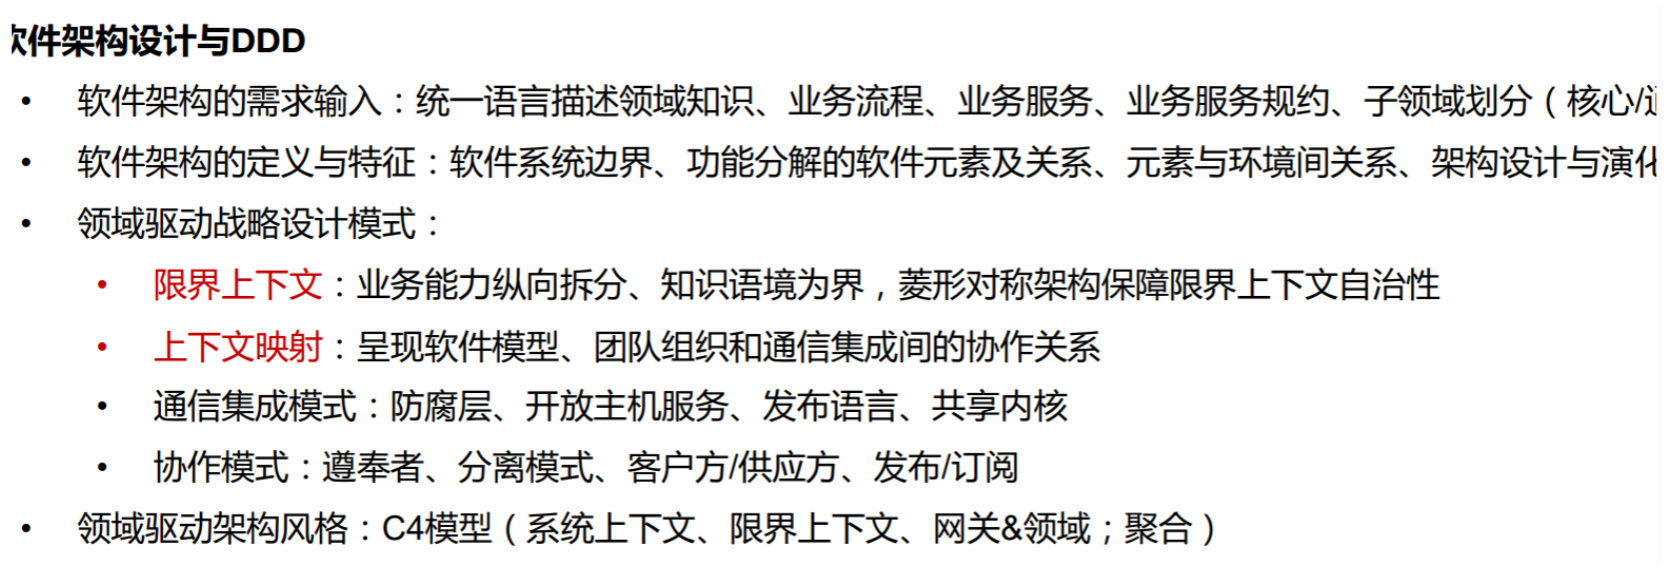 软件架构设计与DDD
• 软件架构的需求输入：统一语言描述领域知识、业务流程、业务服务、业务服务规约、子领域划分（核心/
• 软件架构的定义与特征：软件系统边界、功能分解的软件元素及关系、元素与环境间关系、架构设计与演化
• 领域驱动战略设计模式：
• 限界上下文：业务能力纵向拆分、知识语境为界，菱形对称架构保障限界上下文自治性
• 上下文映射：呈现软件模型、团队组织和通信集成间的协作关系
• 通信集成模式：防腐层、开放主机服务、发布语言、共享内核
• 协作模式：遵奉者、分离模式、客户方/供应方、发布/订阅
• 领域驱动架构风格：C4模型（系统上下文、限界上下文、网关&领域；聚合）